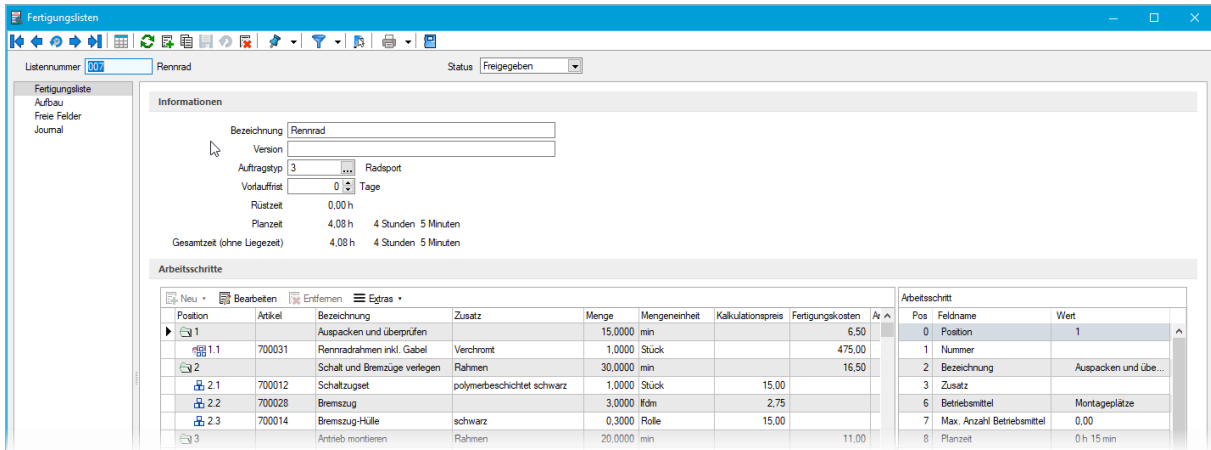 Fertigungslisten
Listennummer 007 Rennrad Status Freigegeben
Fertigungsliste
Aufbau
Freie Felder
Journal
Informationen
Bezeichnung Rennrad
Version
Auftragstyp 3 ... Radsport
Vorlauffrist 0 Tage
Rüstzeit 0,00 h
Planzeit 4,08 h 4 Stunden 5 Minuten
Gesamtzeit (ohne Liegezeit) 4,08 h 4 Stunden 5 Minuten
Arbeitsschritte
Neu Bearbeiten Entfernen Extras
Position Artikel Bezeichnung Zusatz Menge Mengeneinheit Kalkulationspreis Fertigungskosten
1 Auspacken und überprüfen 15,0000 min 6,50
1.1 700031 Rennradrahmen inkl. Gabel Verchromt 1,0000 Stück 475,00
2 Schalt und Bremzüge verlegen Rahmen 30,0000 min 16,50
2.1 700012 Schaltzugset polymerbeschichtet schwarz 1,0000 Stück 15,00
2.2 700028 Bremszug 3,0000 lfdm 2,75
2.3 700014 Bremszug-Hülle schwarz 0,3000 Rolle 15,00
3 Antrieb montieren Rahmen 20,0000 min 11,00
Arbeitsschritt
Pos Feldname Wert
0 Position 1
1 Nummer
2 Bezeichnung Auspacken und übe...
3 Zusatz
6 Betriebsmittel Montageplätze
7 Max. Anzahl Betriebsmittel 0,00
8 Planzeit 0 h 15 min